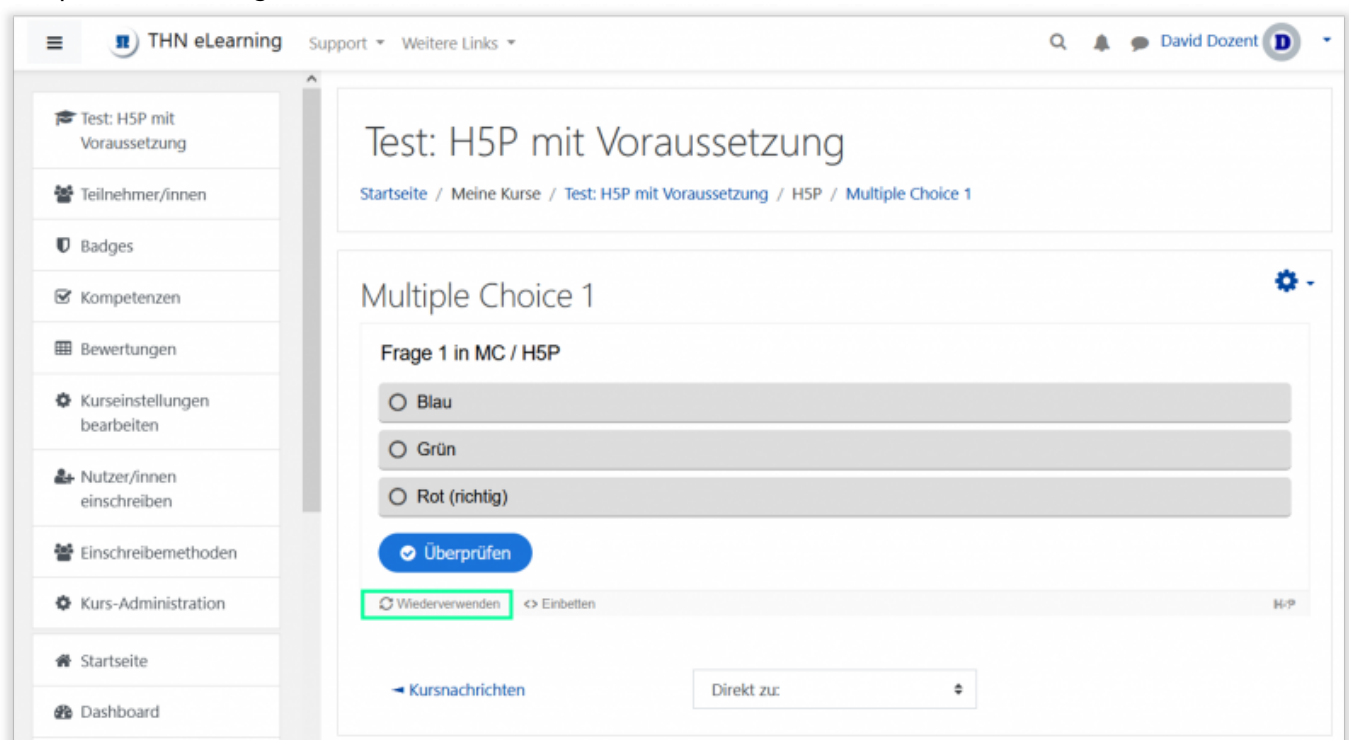 THN eLearning Support Weitere Links David Dozent D
Test: H5P mit
Voraussetzung
Teilnehmer/innen
Badges
Kompetenzen
Bewertungen
Kurseinstellungen
bearbeiten
Nutzer/innen
einschreiben
Einschreibemethoden
Kurs-Administration
Startseite
Dashboard
Test: H5P mit Voraussetzung
Startseite / Meine Kurse / Test: H5P mit Voraussetzung / H5P / Multiple Choice 1
Multiple Choice 1
Frage 1 in MC / H5P
Blau
Grün
Rot (richtig)
Überprüfen
Wiederverwenden <> Einbetten H5P
Kursnachrichten Direkt zu: